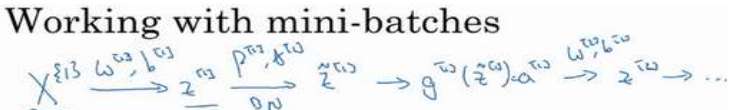 Working with mini-batches
X^{1} W^[1], b^[1] → z^[1] β^[1], γ^[1] → BN z̃^[1] → g^[1](z̃^[1]) = a^[1] W^[2], b^[2] → z^[2] → ...